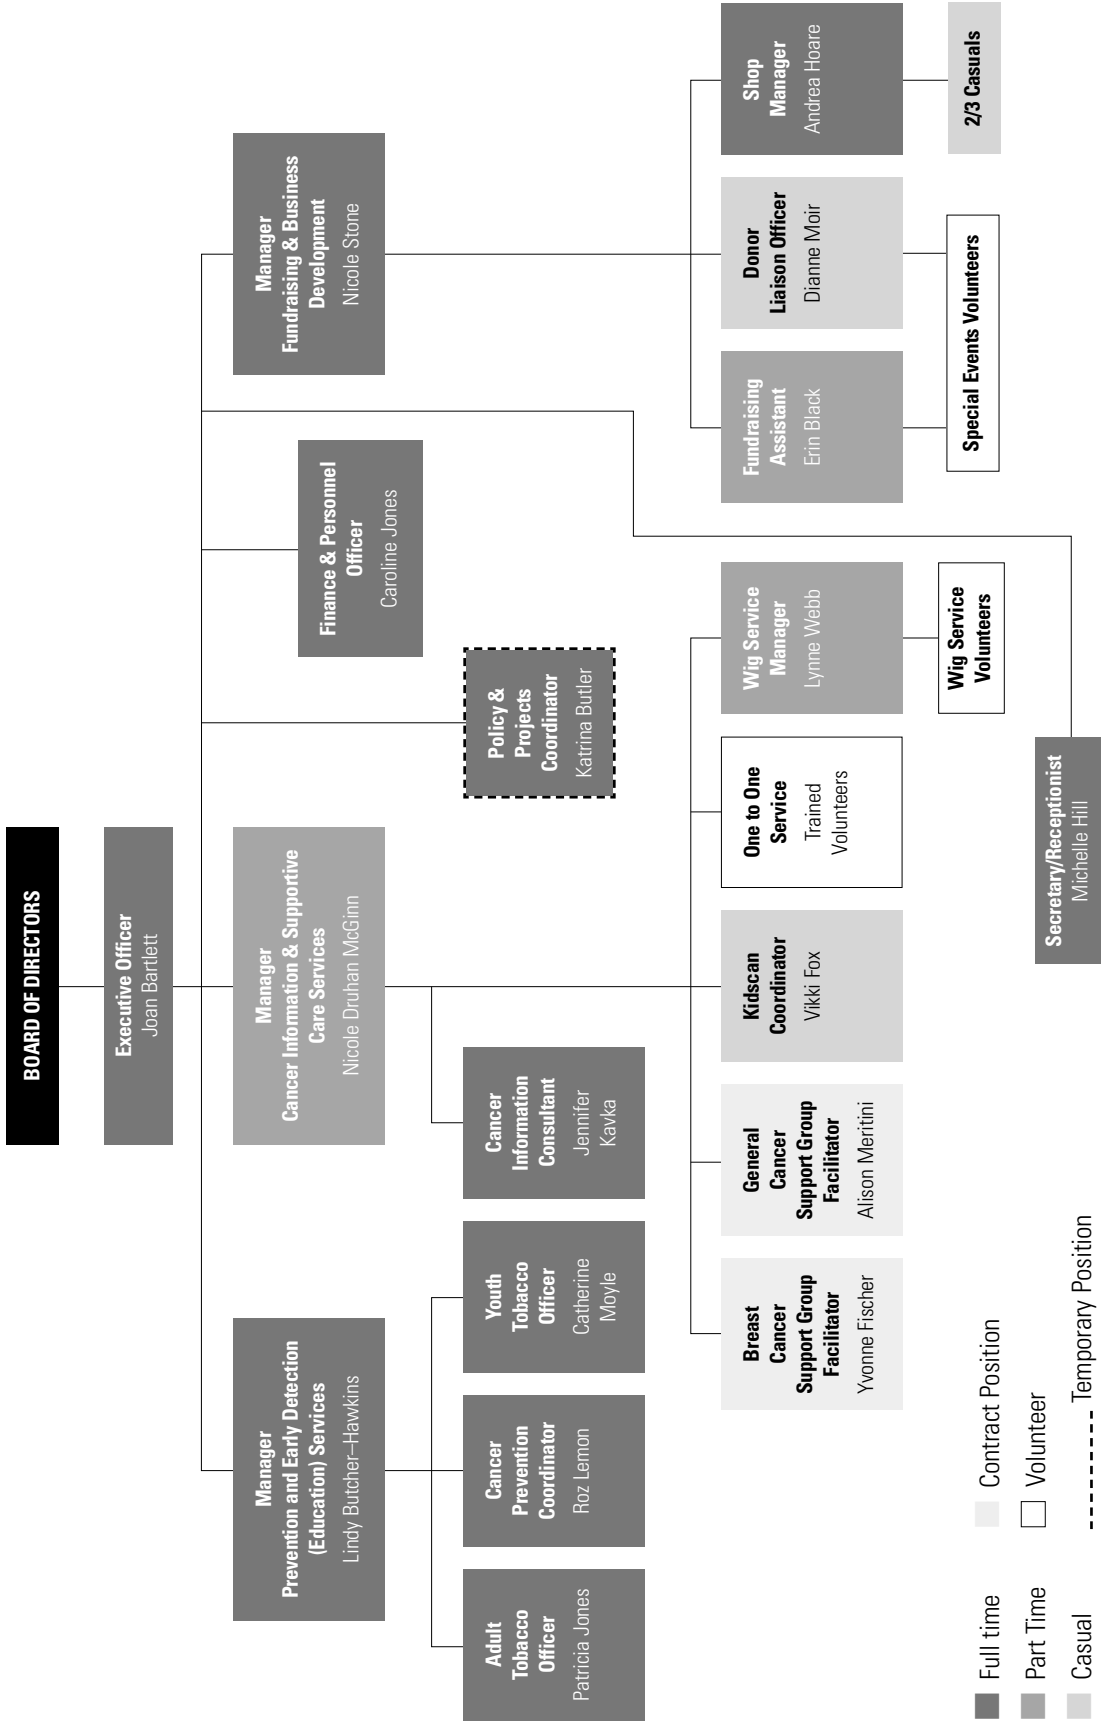 BOARD OF DIRECTORS
Executive Officer
Joan Bartlett
Manager
Prevention and Early Detection
(Education) Services
Lindy Butcher–Hawkins
Manager
Cancer Information & Supportive
Care Services
Nicole Druhan McGinn
Manager
Fundraising & Business
Development
Nicole Stone
Finance & Personnel
Officer
Caroline Jones
Policy &
Projects
Coordinator
Katrina Butler
Adult
Tobacco
Officer
Patricia Jones
Cancer
Prevention
Coordinator
Roz Lemon
Youth
Tobacco
Officer
Catherine
Moyle
Cancer
Information
Consultant
Jennifer
Kavka
Breast
Cancer
Support Group
Facilitator
Yvonne Fischer
General
Cancer
Support Group
Facilitator
Alison Meritini
Kidscan
Coordinator
Vikki Fox
One to One
Service
Trained
Volunteers
Wig Service
Manager
Lynne Webb
Fundraising
Assistant
Erin Black
Donor
Liaison Officer
Dianne Moir
Shop
Manager
Andrea Hoare
Wig Service
Volunteers
Special Events Volunteers
2/3 Casuals
Secretary/Receptionist
Michelle Hill
Full time
Contract Position
Part Time
Volunteer
Casual
Temporary Position